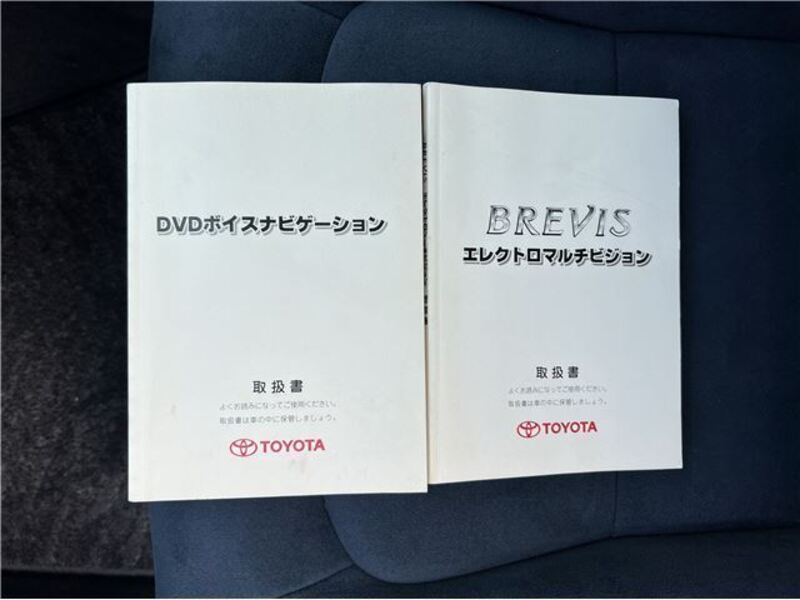 DVDボイスナビゲーション
取扱書
よくお読みになってご使用ください。
取扱書は車の中に保管しましょう。
TOYOTA
BREVIS
エレクトロマルチビジョン
取扱書
よくお読みになってご使用ください。
取扱書は車の中に保管しましょう。
TOYOTA